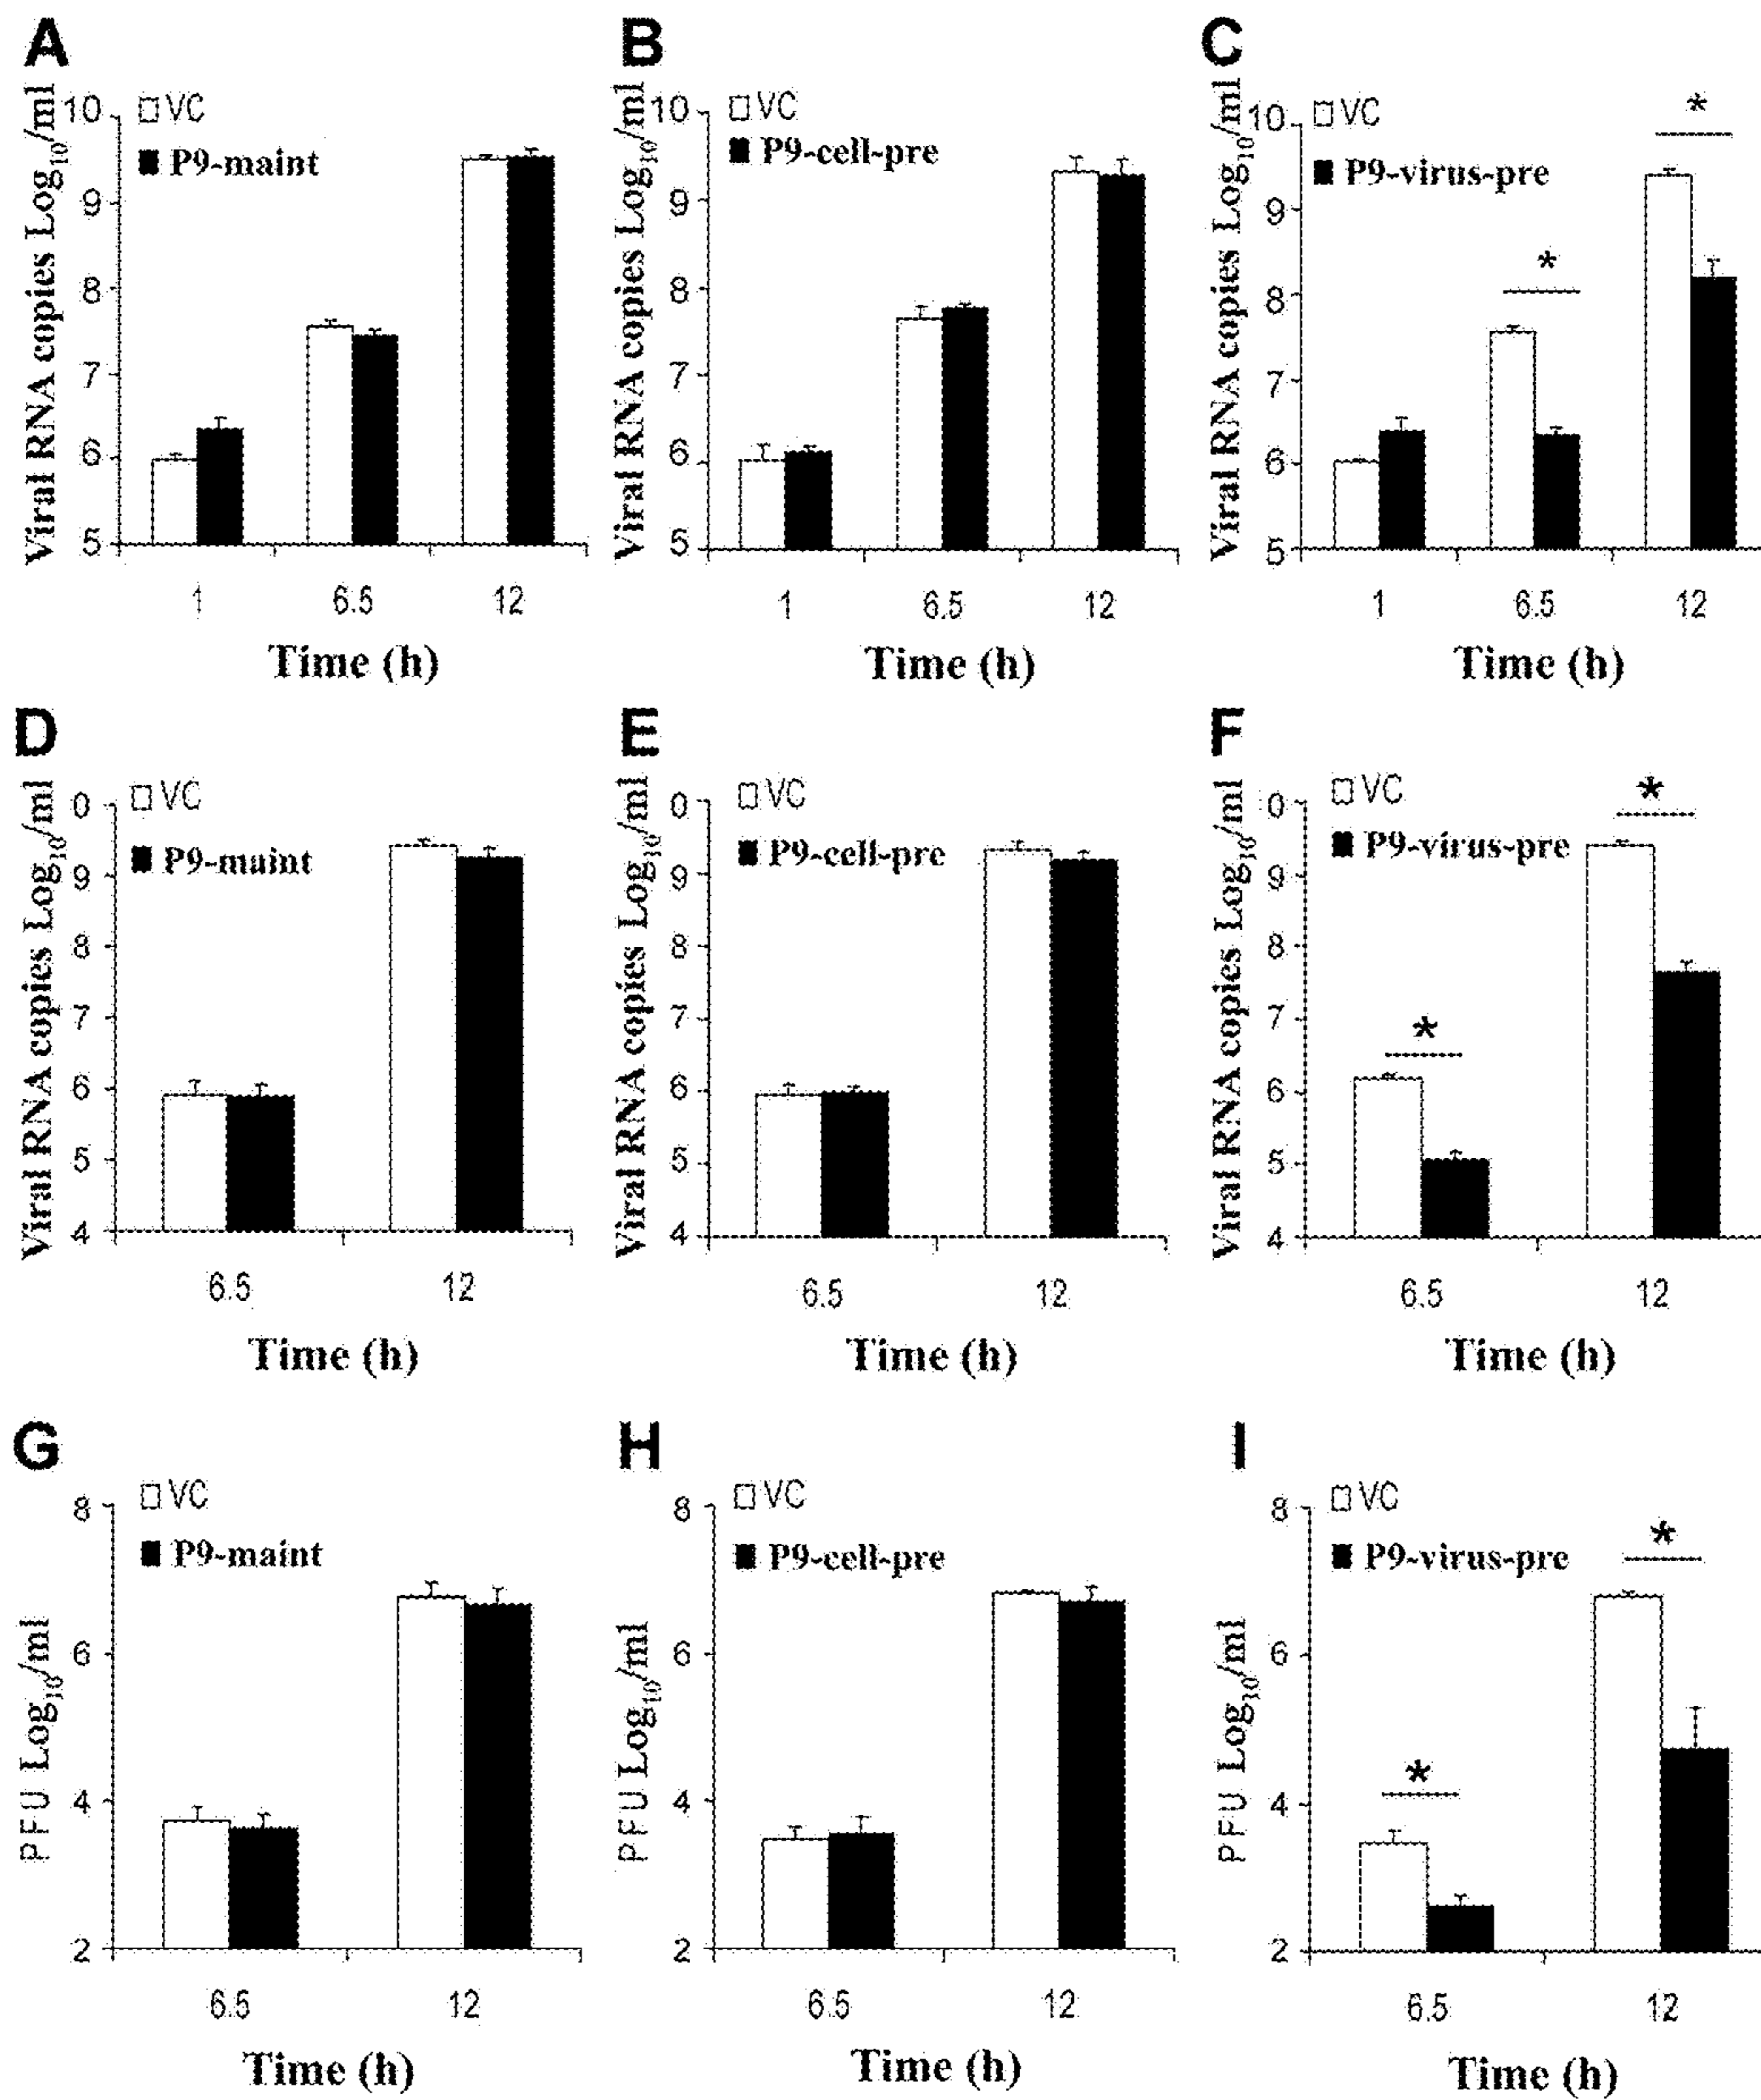 A
Viral RNA copies Log10/ml
10
9
8
7
6
5
VC
P9-maint
1 6.5 12
Time (h)
B
Viral RNA copies Log10/ml
10
9
8
7
6
5
VC
P9-cell-pre
1 6.5 12
Time (h)
C
Viral RNA copies Log10/ml
10
9
8
7
6
5
VC
P9-virus-pre
*
*
1 6.5 12
Time (h)
D
Viral RNA copies Log10/ml
0
9
8
7
6
5
4
VC
P9-maint
6.5 12
Time (h)
E
Viral RNA copies Log10/ml
0
9
8
7
6
5
4
VC
P9-cell-pre
6.5 12
Time (h)
F
Viral RNA copies Log10/ml
0
9
8
7
6
5
4
VC
P9-virus-pre
*
*
6.5 12
Time (h)
G
PFU Log10/ml
8
6
4
2
VC
P9-maint
6.5 12
Time (h)
H
PFU Log10/ml
8
6
4
2
VC
P9-cell-pre
6.5 12
Time (h)
I
PFU Log10/ml
8
6
4
2
VC
P9-virus-pre
*
*
6.5 12
Time (h)